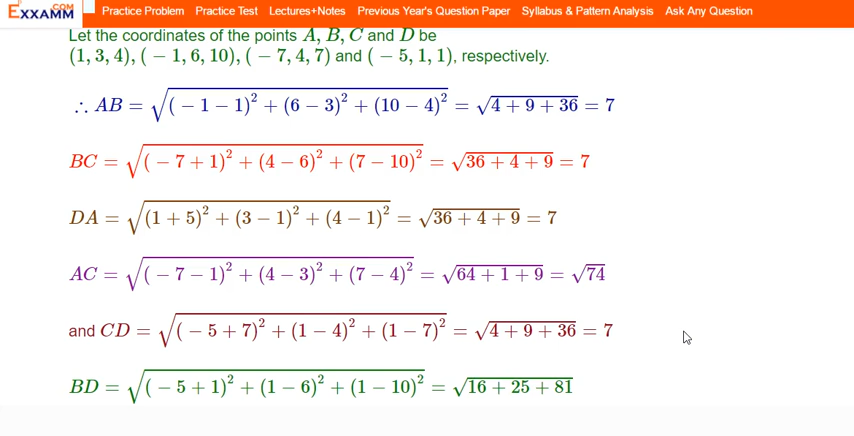 EXXAMM .COM Practice Problem Practice Test Lectures+Notes Previous Year's Question Paper Syllabus & Pattern Analysis Ask Any Question
Let the coordinates of the points A, B, C and D be
(1, 3, 4), ( − 1, 6, 10), ( − 7, 4, 7) and ( − 5, 1, 1), respectively.
∴ AB = √(( − 1 − 1)² + (6 − 3)² + (10 − 4)²) = √(4 + 9 + 36) = 7
BC = √(( − 7 + 1)² + (4 − 6)² + (7 − 10)²) = √(36 + 4 + 9) = 7
DA = √((1 + 5)² + (3 − 1)² + (4 − 1)²) = √(36 + 4 + 9) = 7
AC = √(( − 7 − 1)² + (4 − 3)² + (7 − 4)²) = √(64 + 1 + 9) = √74
and CD = √(( − 5 + 7)² + (1 − 4)² + (1 − 7)²) = √(4 + 9 + 36) = 7
BD = √(( − 5 + 1)² + (1 − 6)² + (1 − 10)²) = √(16 + 25 + 81)